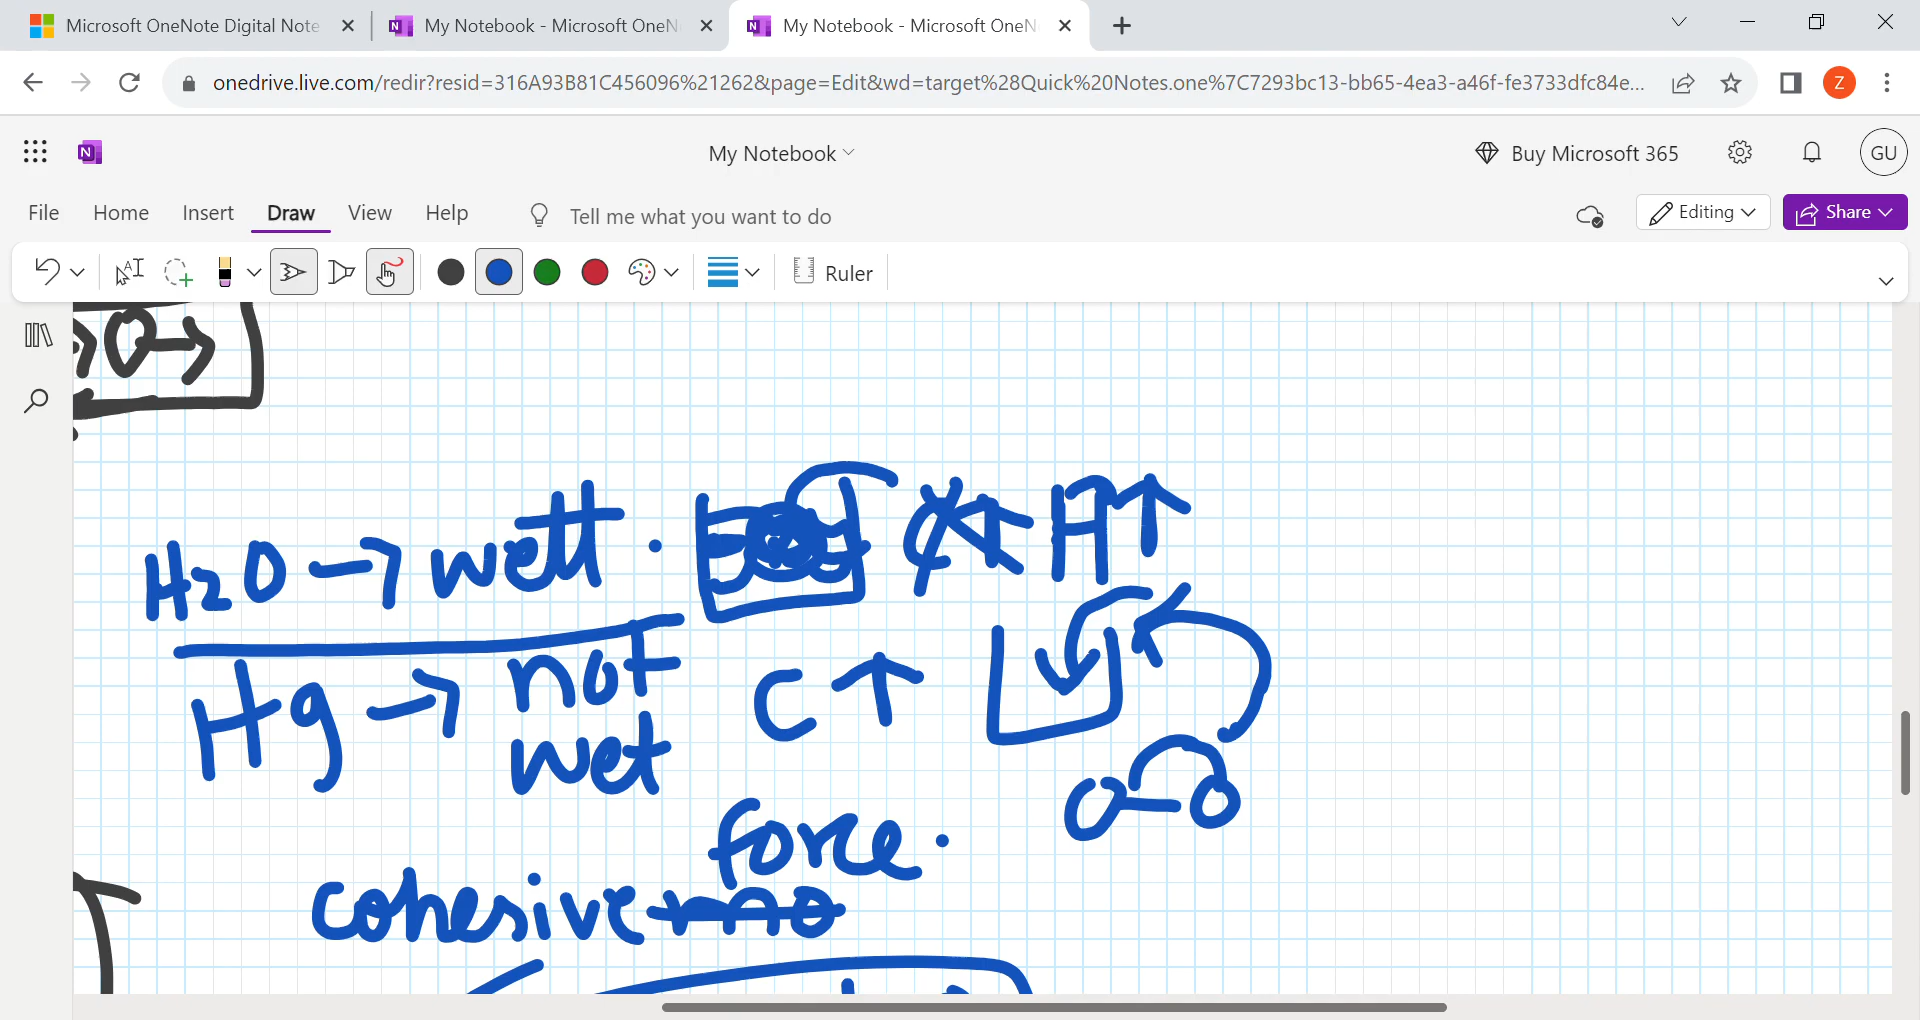 Microsoft OneNote Digital Note
My Notebook - Microsoft OneN
My Notebook - Microsoft OneN
onedrive.live.com/redir?resid=316A93B81C456096%21262&page=Edit&wd=target%28Quick%20Notes.one%7C7293bc13-bb65-4ea3-a46f-fe3733dfc84e...
Z
N
My Notebook
Buy Microsoft 365
GU
File Home Insert Draw View Help
Tell me what you want to do
Editing
Share
Ruler
H2O → wett.
Hg → not
wet
C ↑
force.
cohesive